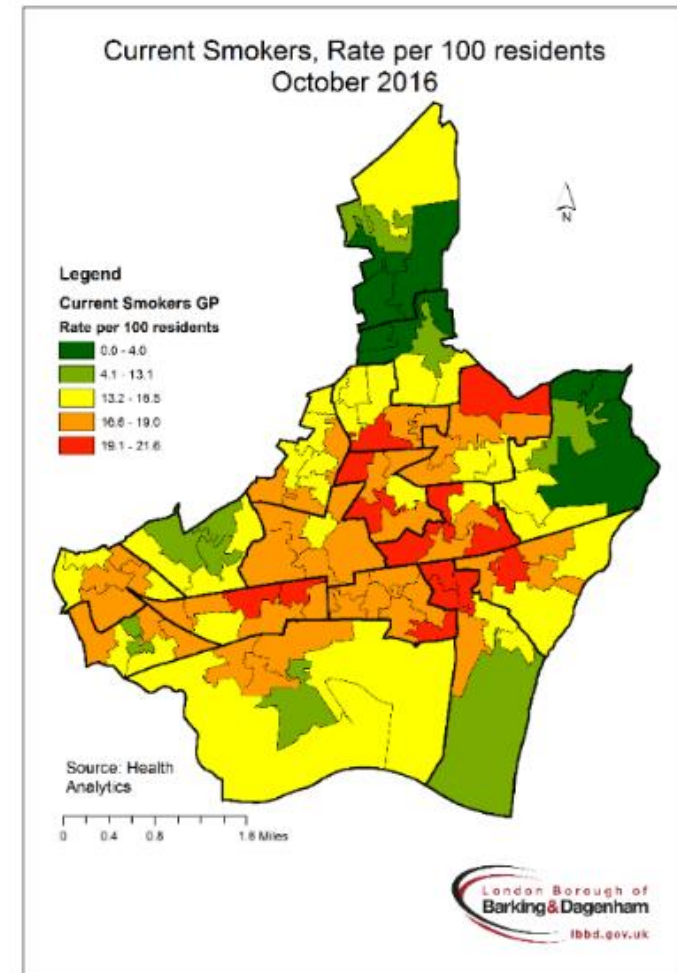 Current Smokers, Rate per 100 residents
October 2016
N
Legend
Current Smokers GP
Rate per 100 residents
0.0 - 4.0
4.1 - 13.1
13.2 - 16.5
16.6 - 19.0
19.1 - 21.6
Source: Health
Analytics
0 0.4 0.8 1.6 Miles
London Borough of
Barking&Dagenham
lbbd.gov.uk